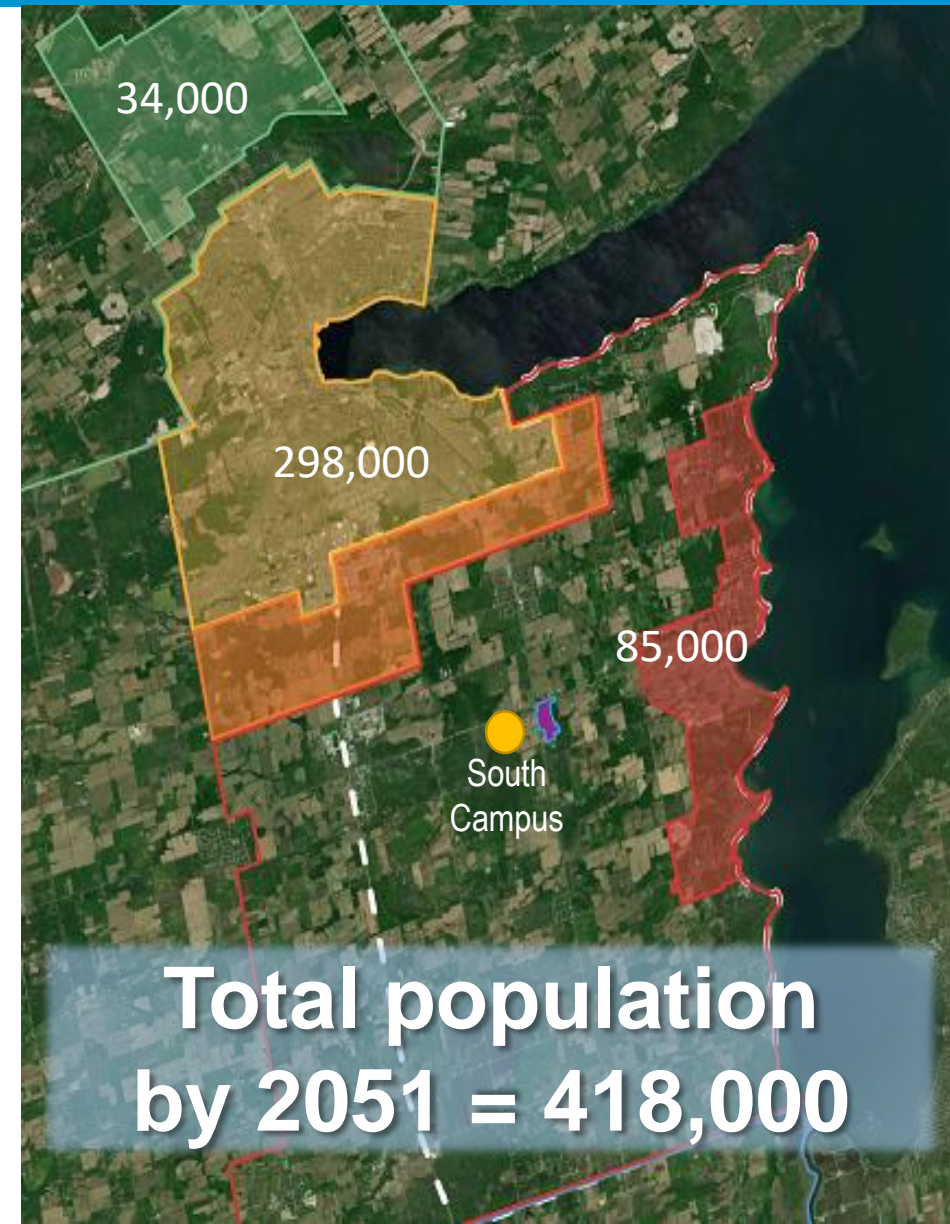 34,000
298,000
85,000
South
Campus
Total population
by 2051 = 418,000